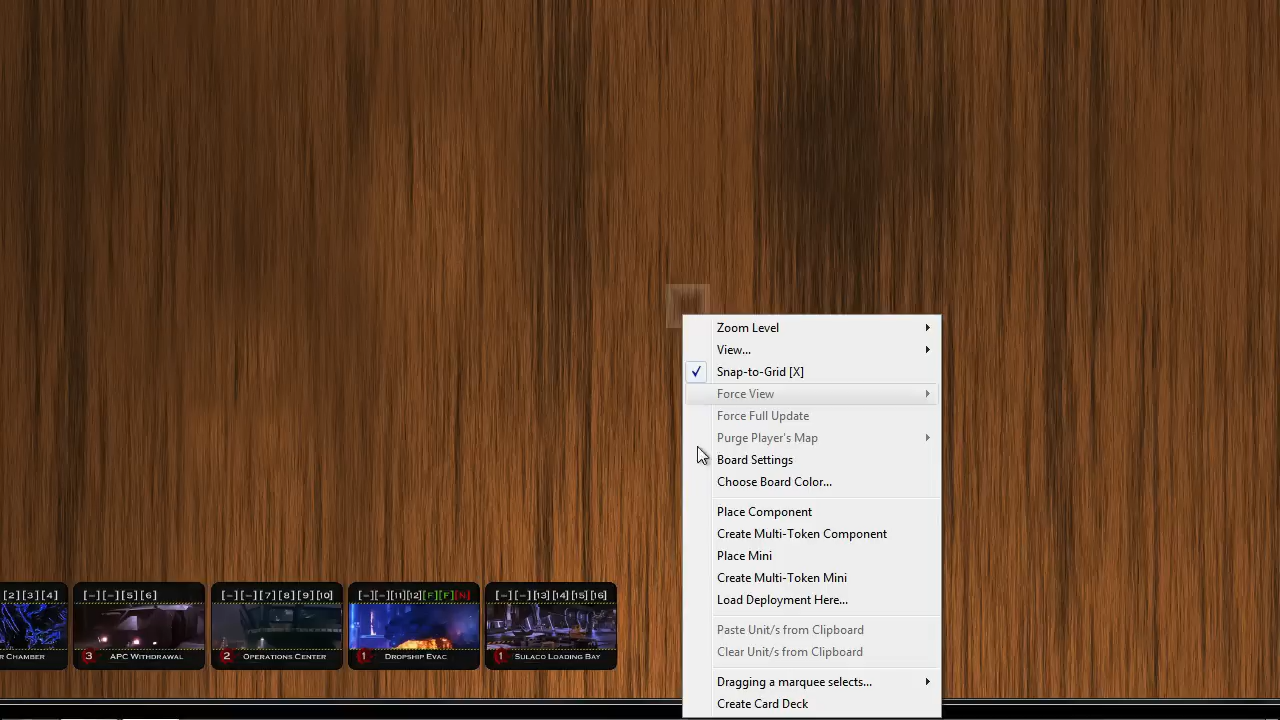 Zoom Level
View...
Snap-to-Grid [X]
Force View
Force Full Update
Purge Player's Map
Board Settings
Choose Board Color...
Place Component
Create Multi-Token Component
Place Mini
Create Multi-Token Mini
Load Deployment Here...
Paste Unit/s from Clipboard
Clear Unit/s from Clipboard
Dragging a marquee selects...
Create Card Deck
[2][3][4]
R CHAMBER
[-][-][5][6]
3 APC WITHDRAWAL
[-][-][7][8][9][10]
2 OPERATIONS CENTER
[-][-][11][12][F][F][N]
1 DROPSHIP EVAC
[-][-][13][14][15][16]
1 SULACO LOADING BAY